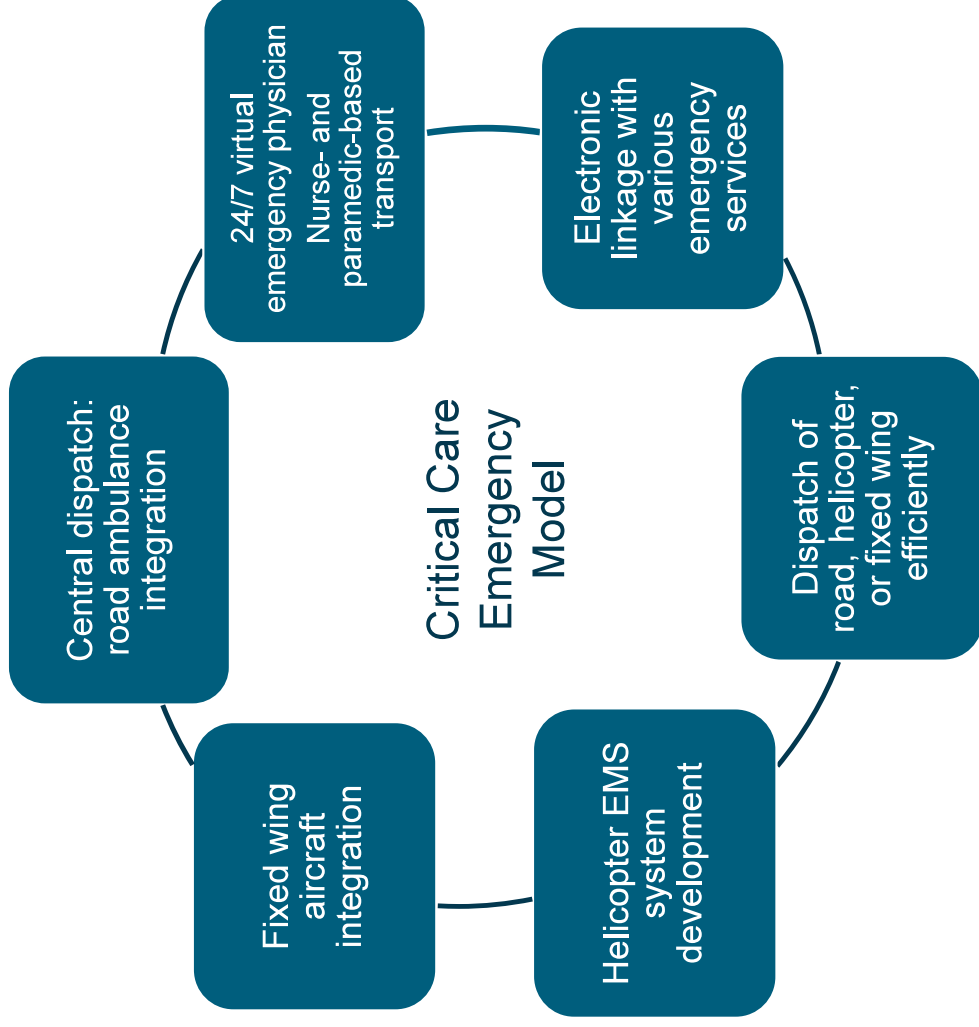 Central dispatch:
road ambulance
integration
24/7 virtual
emergency physician
Nurse- and
paramedic-based
transport
Electronic
linkage with
various
emergency
services
Dispatch of
road, helicopter,
or fixed wing
efficiently
Helicopter EMS
system
development
Fixed wing
aircraft
integration
Critical Care
Emergency
Model